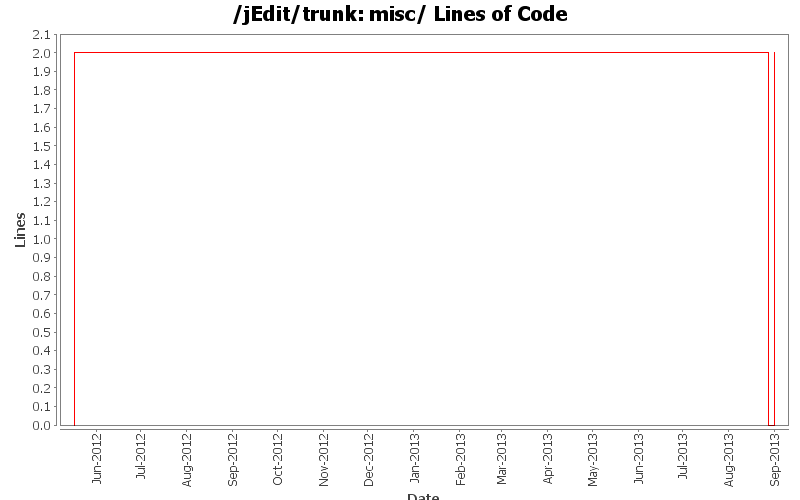 /jEdit/trunk: misc/ Lines of Code
2.1
2.0
1.9
1.8
1.7
1.6
1.5
1.4
1.3
1.2
1.1
1.0
0.9
0.8
0.7
0.6
0.5
0.4
0.3
0.2
0.1
0.0
Lines
Jun-2012
Jul-2012
Aug-2012
Sep-2012
Oct-2012
Nov-2012
Dec-2012
Jan-2013
Feb-2013
Mar-2013
Apr-2013
May-2013
Jun-2013
Jul-2013
Aug-2013
Sep-2013
Date